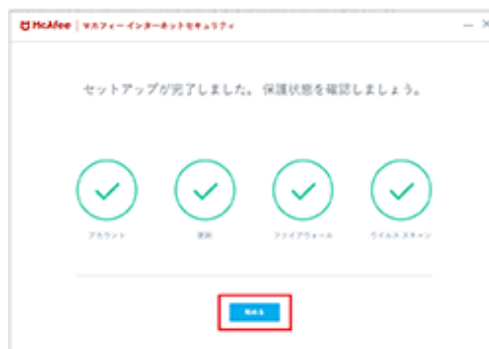 McAfee | マカフィー インターネットセキュリティ
セットアップが完了しました。保護状態を確認しましょう。
アカウント
更新
ファイアウォール
ウイルス スキャン
始める